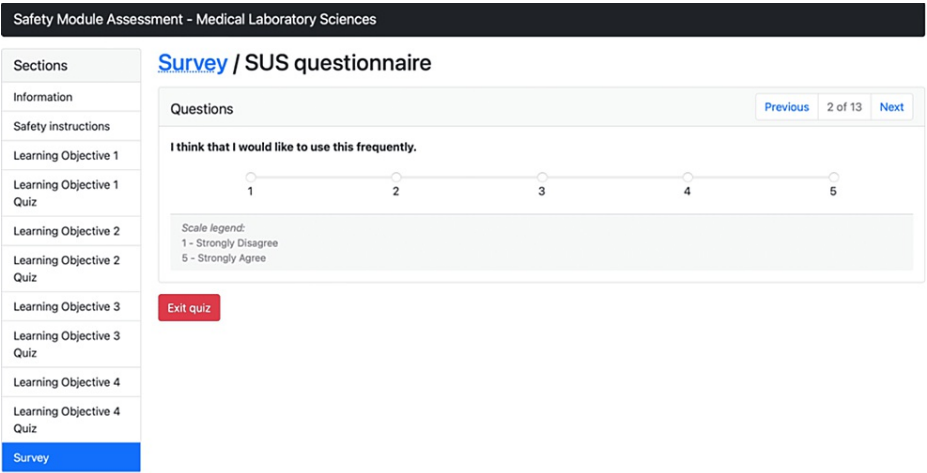 Safety Module Assessment - Medical Laboratory Sciences
Sections
Information
Safety instructions
Learning Objective 1
Learning Objective 1
Quiz
Learning Objective 2
Learning Objective 2
Quiz
Learning Objective 3
Learning Objective 3
Quiz
Learning Objective 4
Learning Objective 4
Quiz
Survey
Survey / SUS questionnaire
Questions
Previous 2 of 13 Next
I think that I would like to use this frequently.
1 2 3 4 5
Scale legend:
1 - Strongly Disagree
5 - Strongly Agree
Exit quiz